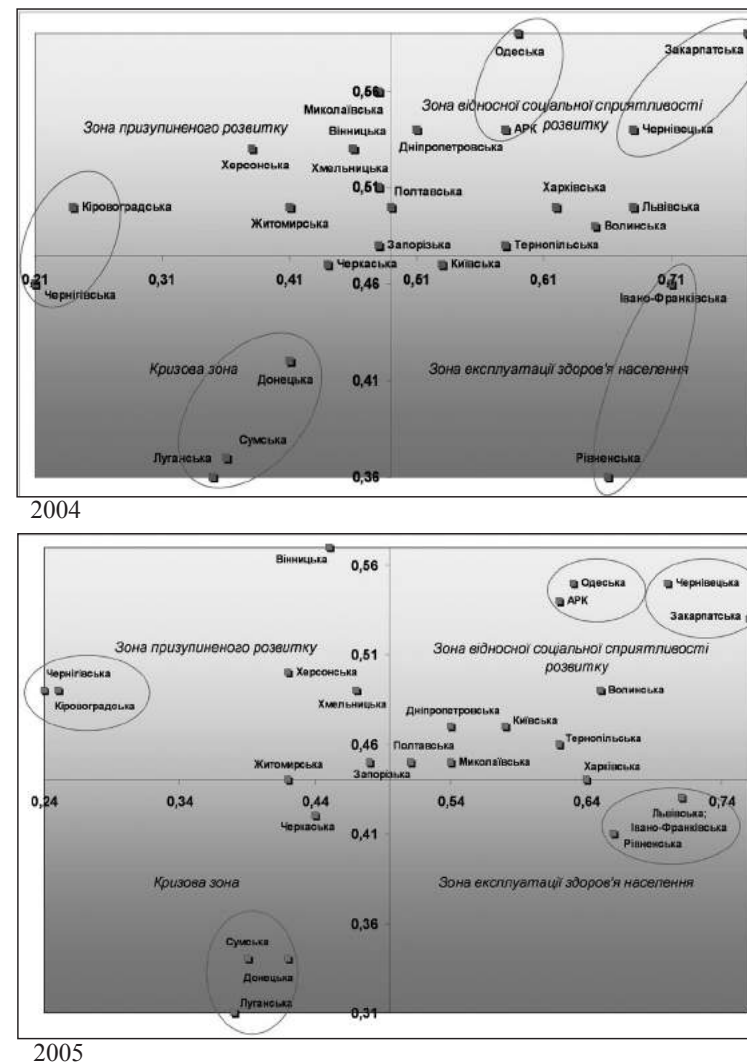 Одеська
Закарпатська
0,56
Миколаївська
Зона відносної соціальної сприятливості
розвитку
Зона призупиненого розвитку
Вінницька
АРК
Чернівецька
Дніпропетровська
Херсонська
Хмельницька
0,51
Полтавська
Харківська
Кіровоградська
Житомирська
Львівська
Волинська
Запорізька
Тернопільська
Черкаська
Київська
0,21
0,31
0,41
0,51
0,61
0,71
0,46
Чернігівська
Івано-Франківська
Кризова зона
Донецька
0,41
Зона експлуатації здоров'я населення
Сумська
Луганська
Рівненська
0,36
2004
Вінницька
0,56
Одеська
Чернівецька
АРК
Закарпатська
Зона призупиненого розвитку
0,51
Зона відносної соціальної сприятливості
розвитку
Чернігівська
Херсонська
Кіровоградська
Хмельницька
Волинська
Дніпропетровська
Київська
0,46
Полтавська
Тернопільська
Житомирська
Запорізька
Миколаївська
Харківська
0,24
0,34
0,44
0,54
0,64
0,74
Черкаська
0,41
Львівська;
Івано-Франківська
Рівненська
Кризова зона
Зона експлуатації здоров'я населення
0,36
Сумська
Донецька
Луганська
0,31
2005